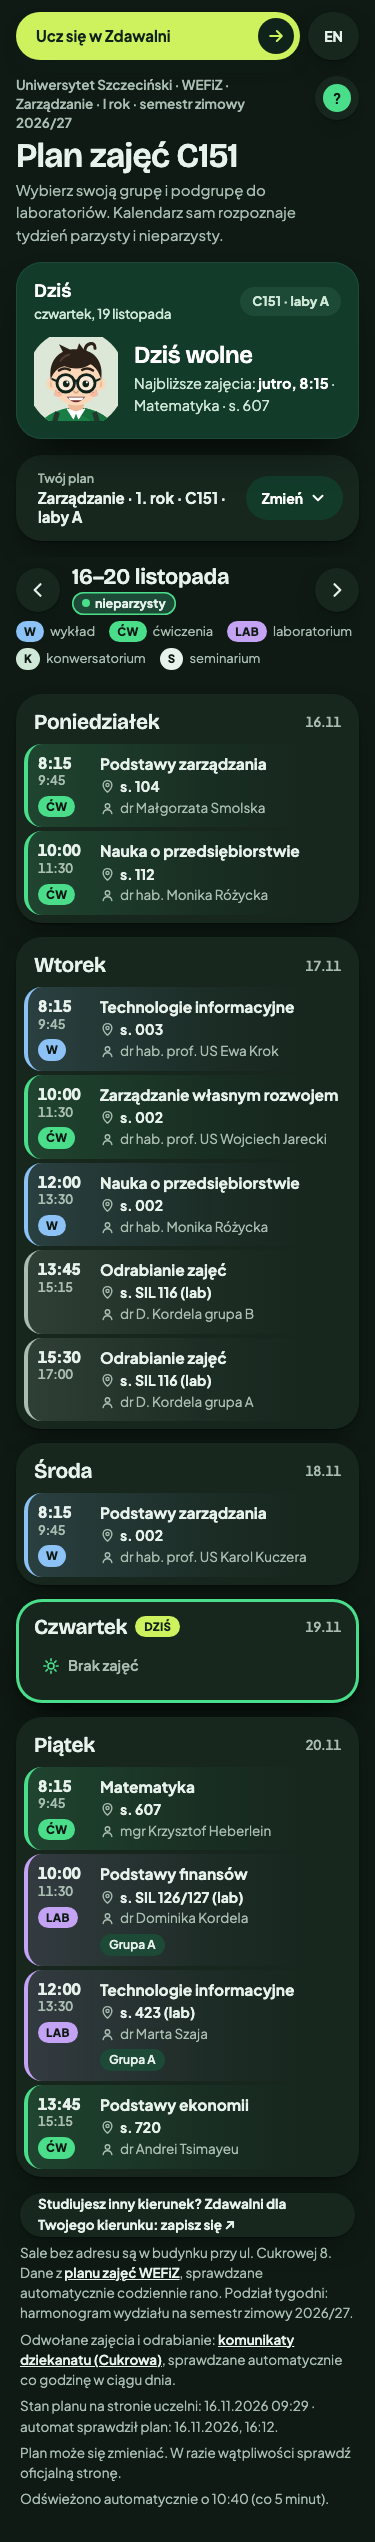 Ucz się w Zdawalni
EN
Uniwersytet Szczeciński · WEFiZ ·
Zarządzanie · I rok · semestr zimowy
2026/27
?
Plan zajęć C151
Wybierz swoją grupę i podgrupę do
laboratoriów. Kalendarz sam rozpoznaje
tydzień parzysty i nieparzysty.
Dziś
czwartek, 19 listopada
C151 · laby A
Dziś wolne
Najbliższe zajęcia: jutro, 8:15 ·
Matematyka · s. 607
Twój plan
Zarządzanie · 1. rok · C151 ·
laby A
Zmień
16–20 listopada
nieparzysty
W wykład ĆW ćwiczenia LAB laboratorium
K konwersatorium S seminarium
Poniedziałek 16.11
8:15 Podstawy zarządzania
9:45 s. 104
ĆW dr Małgorzata Smolska
10:00 Nauka o przedsiębiorstwie
11:30 s. 112
ĆW dr hab. Monika Różycka
Wtorek 17.11
8:15 Technologie informacyjne
9:45 s. 003
W dr hab. prof. US Ewa Krok
10:00 Zarządzanie własnym rozwojem
11:30 s. 002
ĆW dr hab. prof. US Wojciech Jarecki
12:00 Nauka o przedsiębiorstwie
13:30 s. 002
W dr hab. Monika Różycka
13:45 Odrabianie zajęć
15:15 s. SIL 116 (lab)
dr D. Kordela grupa B
15:30 Odrabianie zajęć
17:00 s. SIL 116 (lab)
dr D. Kordela grupa A
Środa 18.11
8:15 Podstawy zarządzania
9:45 s. 002
W dr hab. prof. US Karol Kuczera
Czwartek DZIŚ 19.11
Brak zajęć
Piątek 20.11
8:15 Matematyka
9:45 s. 607
ĆW mgr Krzysztof Heberlein
10:00 Podstawy finansów
11:30 s. SIL 126/127 (lab)
LAB dr Dominika Kordela
Grupa A
12:00 Technologie informacyjne
13:30 s. 423 (lab)
LAB dr Marta Szaja
Grupa A
13:45 Podstawy ekonomii
15:15 s. 720
ĆW dr Andrei Tsimayeu
Studiujesz inny kierunek? Zdawalni dla
Twojego kierunku: zapisz się ↗
Sale bez adresu są w budynku przy ul. Cukrowej 8.
Dane z planu zajęć WEFiZ, sprawdzane
automatycznie codziennie rano. Podział tygodni:
harmonogram wydziału na semestr zimowy 2026/27.
Odwołane zajęcia i odrabianie: komunikaty
dziekanatu (Cukrowa), sprawdzane automatycznie
co godzinę w ciągu dnia.
Stan planu na stronie uczelni: 16.11.2026 09:29 ·
automat sprawdził plan: 16.11.2026, 16:12.
Plan może się zmieniać. W razie wątpliwości sprawdź
oficjalną stronę.
Odświeżono automatycznie o 10:40 (co 5 minut).